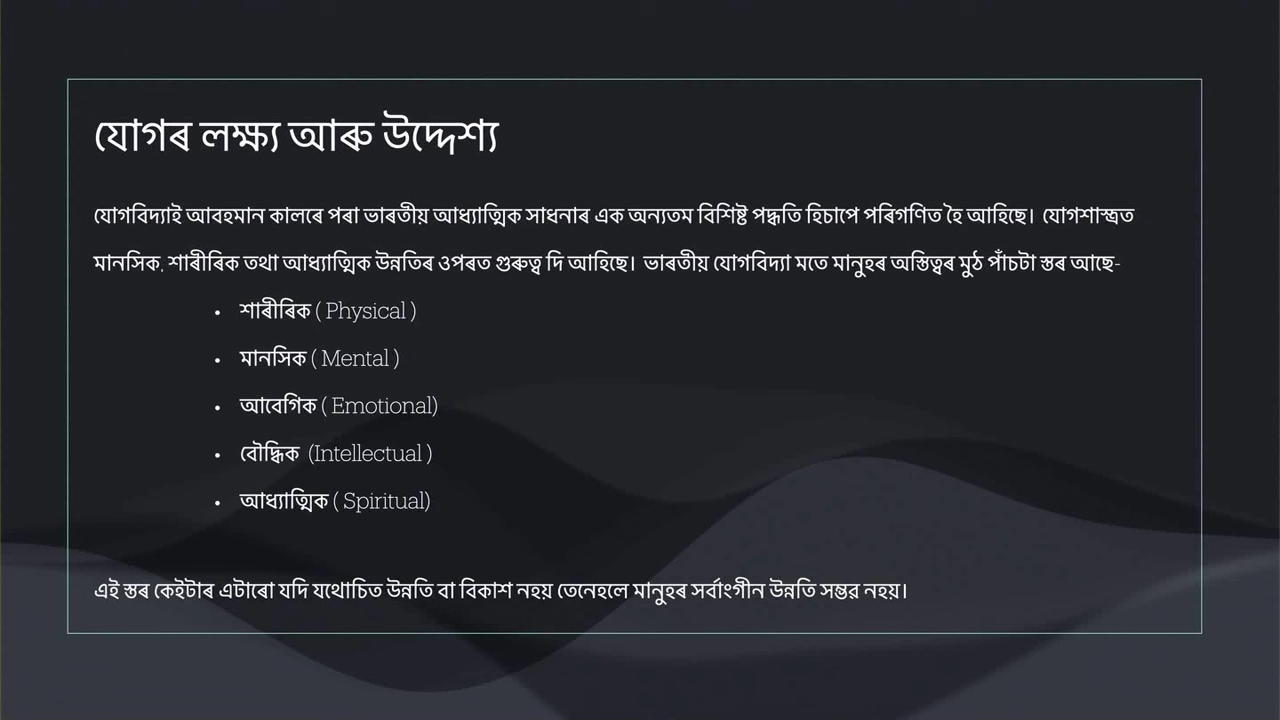 যোগৰ লক্ষ্য আৰু উদ্দেশ্য
যোগবিদ্যাই আবহমান কালৰে পৰা ভাৰতীয় আধ্যাত্মিক সাধনাৰ এক অন্যতম বিশিষ্ট পদ্ধতি হিচাপে পৰিগণিত হৈ আহিছে। যোগশাস্ত্ৰত
মানসিক, শাৰীৰিক তথা আধ্যাত্মিক উন্নতিৰ ওপৰত গুৰুত্ব দি আহিছে। ভাৰতীয় যোগবিদ্যা মতে মানুহৰ অস্তিত্বৰ মুঠ পাঁচটা স্তৰ আছে-
• শাৰীৰিক ( Physical )
• মানসিক ( Mental )
• আবেগিক ( Emotional)
• বৌদ্ধিক (Intellectual )
• আধ্যাত্মিক ( Spiritual)
এই স্তৰ কেইটাৰ এটাৰো যদি যথোচিত উন্নতি বা বিকাশ নহয় তেনেহলে মানুহৰ সৰ্বাংগীন উন্নতি সম্ভৱ নহয়।